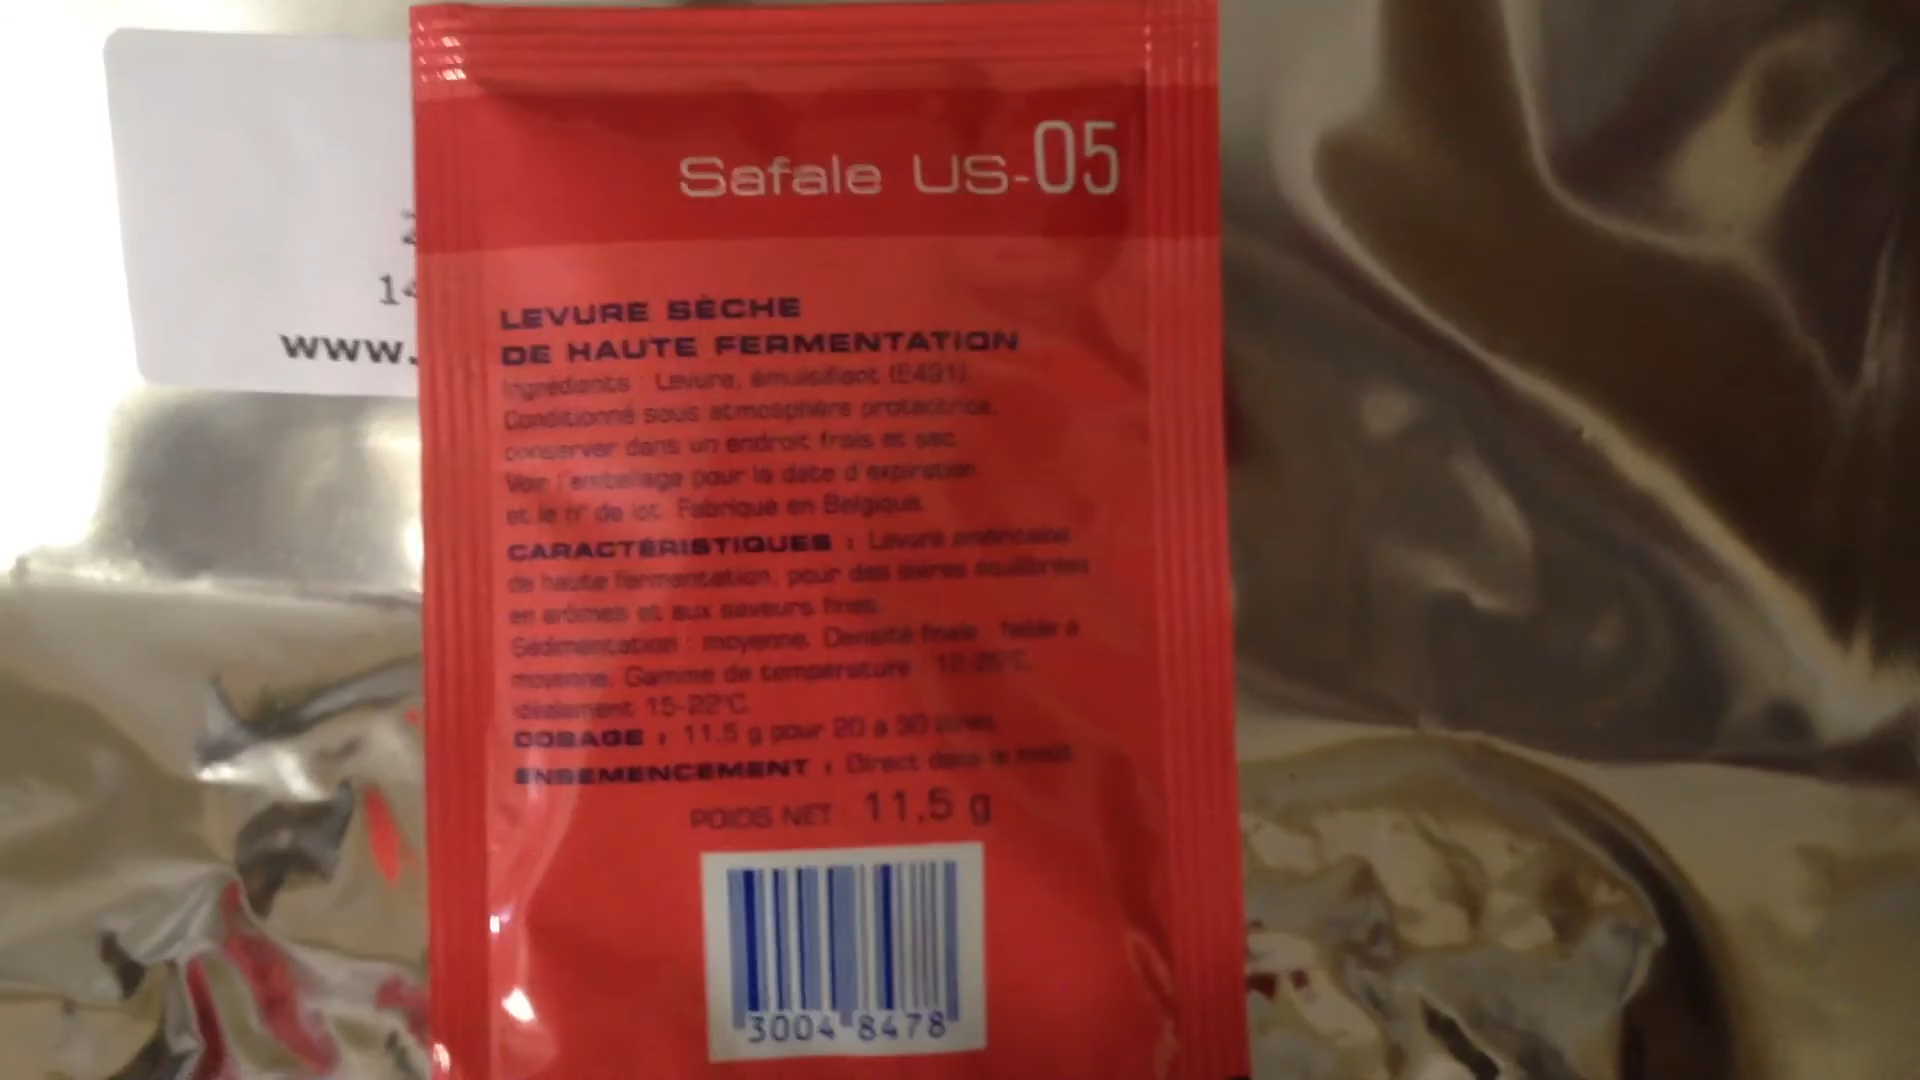 Safale US-05
LEVURE SÈCHE
DE HAUTE FERMENTATION
Ingrédients : Levure, émulsifiant (E491).
Conditionné sous atmosphère protectrice,
conserver dans un endroit frais et sec.
Voir l'emballage pour la date d'expiration
et le n° de lot. Fabriqué en Belgique.
CARACTÉRISTIQUES : Levure américaine
de haute fermentation, pour des bières équilibrées
en arômes et aux saveurs fines.
Sédimentation : moyenne. Densité finale : faible à
moyenne. Gamme de température : 12-25°C,
idéalement 15-22°C
DOSAGE : 11,5 g pour 20 à 30 litres
ENSEMENCEMENT : Direct dans le moût
POIDS NET : 11,5 g
3004 8478
14
www.